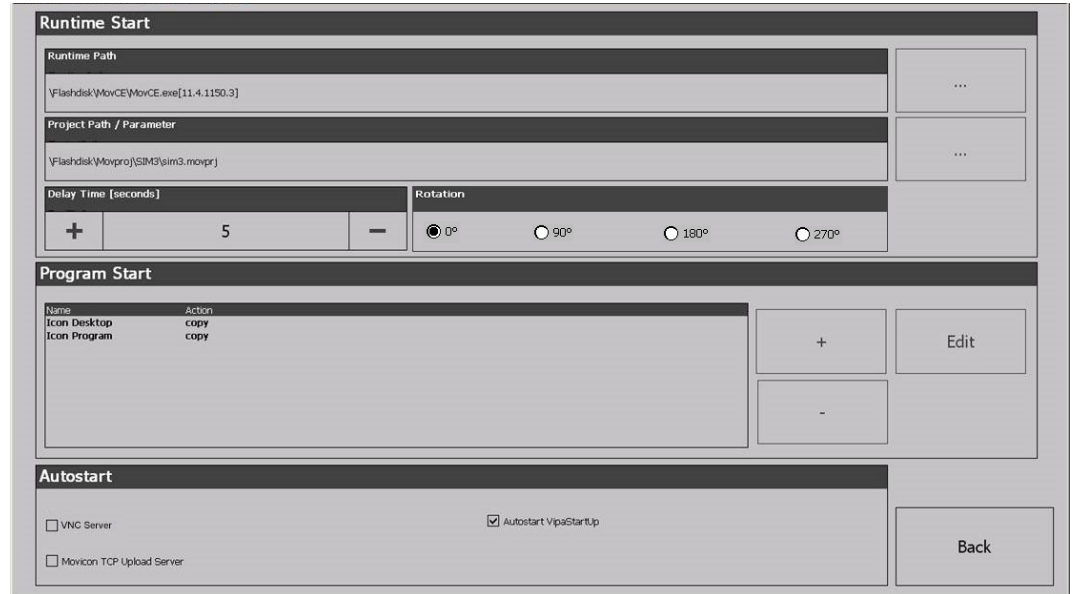 Runtime Start
Runtime Path
\Flashdisk\MovCE\MovCE.exe[11.4.1150.3]
...
Project Path / Parameter
\Flashdisk\Movproj\SIM3\sim3.movprj
...
Delay Time [seconds]
Rotation
+ 5 −
0° 90° 180° 270°
Program Start
Name Action
Icon Desktop copy
Icon Program copy
+
Edit
-
Autostart
VNC Server
Autostart VipaStartUp
Movicon TCP Upload Server
Back